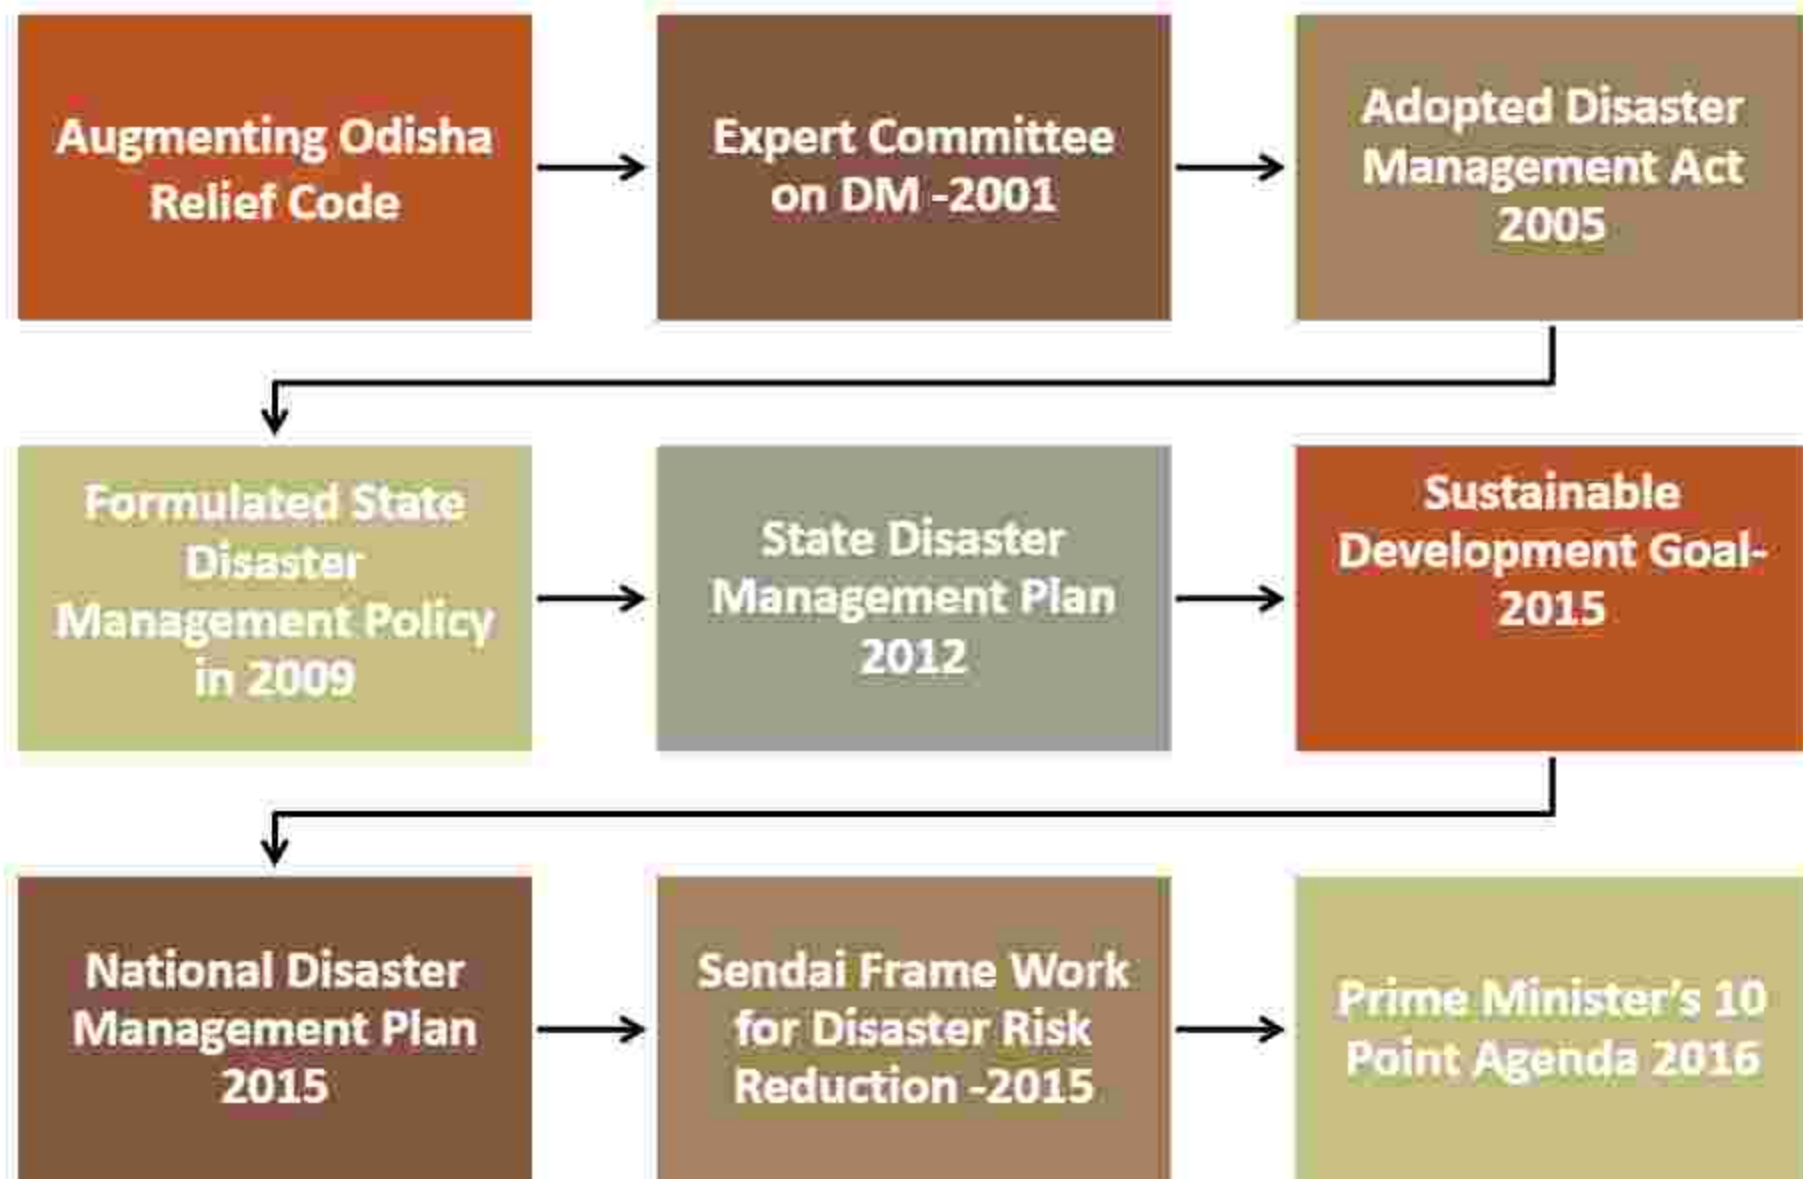 Augmenting Odisha
Relief Code
Expert Committee
on DM -2001
Adopted Disaster
Management Act
2005
Formulated State
Disaster
Management Policy
in 2009
State Disaster
Management Plan
2012
Sustainable
Development Goal-
2015
National Disaster
Management Plan
2015
Sendai Frame Work
for Disaster Risk
Reduction -2015
Prime Minister's 10
Point Agenda 2016